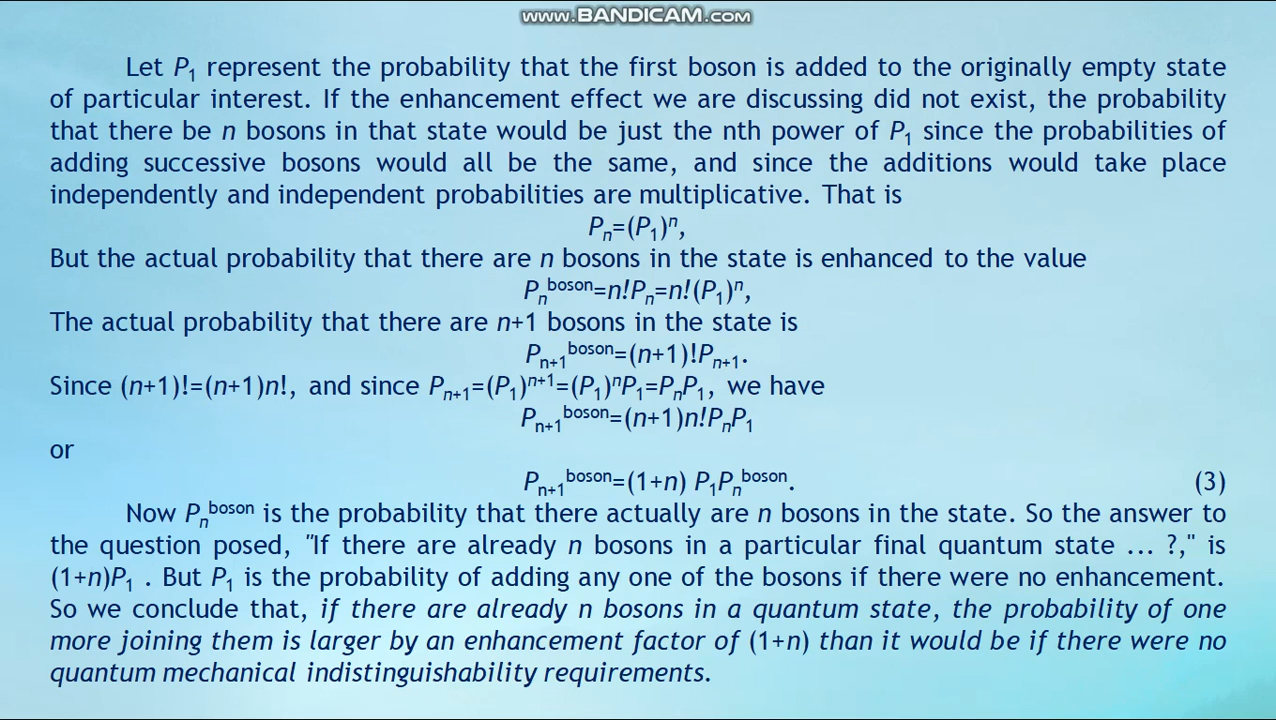 www.BANDICAM.com
Let P₁ represent the probability that the first boson is added to the originally empty state
of particular interest. If the enhancement effect we are discussing did not exist, the probability
that there be n bosons in that state would be just the nth power of P₁ since the probabilities of
adding successive bosons would all be the same, and since the additions would take place
independently and independent probabilities are multiplicative. That is
Pₙ=(P₁)ⁿ,
But the actual probability that there are n bosons in the state is enhanced to the value
Pₙᵇᵒˢᵒⁿ=n!Pₙ=n!(P₁)ⁿ,
The actual probability that there are n+1 bosons in the state is
Pₙ₊₁ᵇᵒˢᵒⁿ=(n+1)!Pₙ₊₁.
Since (n+1)!=(n+1)n!, and since Pₙ₊₁=(P₁)ⁿ⁺¹=(P₁)ⁿP₁=PₙP₁, we have
Pₙ₊₁ᵇᵒˢᵒⁿ=(n+1)n!PₙP₁
or
Pₙ₊₁ᵇᵒˢᵒⁿ=(1+n) P₁Pₙᵇᵒˢᵒⁿ. (3)
Now Pₙᵇᵒˢᵒⁿ is the probability that there actually are n bosons in the state. So the answer to
the question posed, "If there are already n bosons in a particular final quantum state ... ?," is
(1+n)P₁ . But P₁ is the probability of adding any one of the bosons if there were no enhancement.
So we conclude that, if there are already n bosons in a quantum state, the probability of one
more joining them is larger by an enhancement factor of (1+n) than it would be if there were no
quantum mechanical indistinguishability requirements.